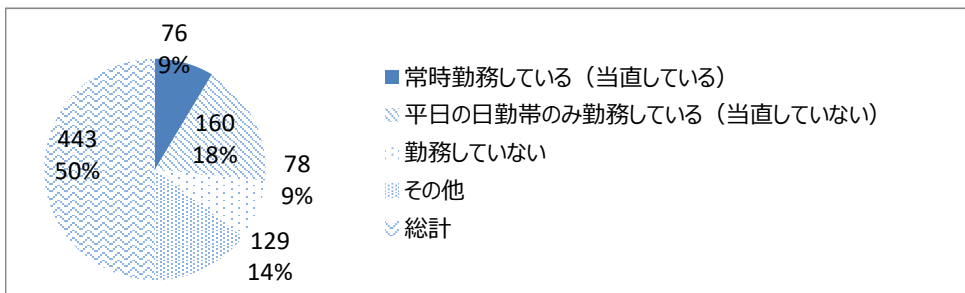 76
9%
160
18%
78
9%
129
14%
443
50%
常時勤務している（当直している）
平日の日勤帯のみ勤務している（当直していない）
勤務していない
その他
総計